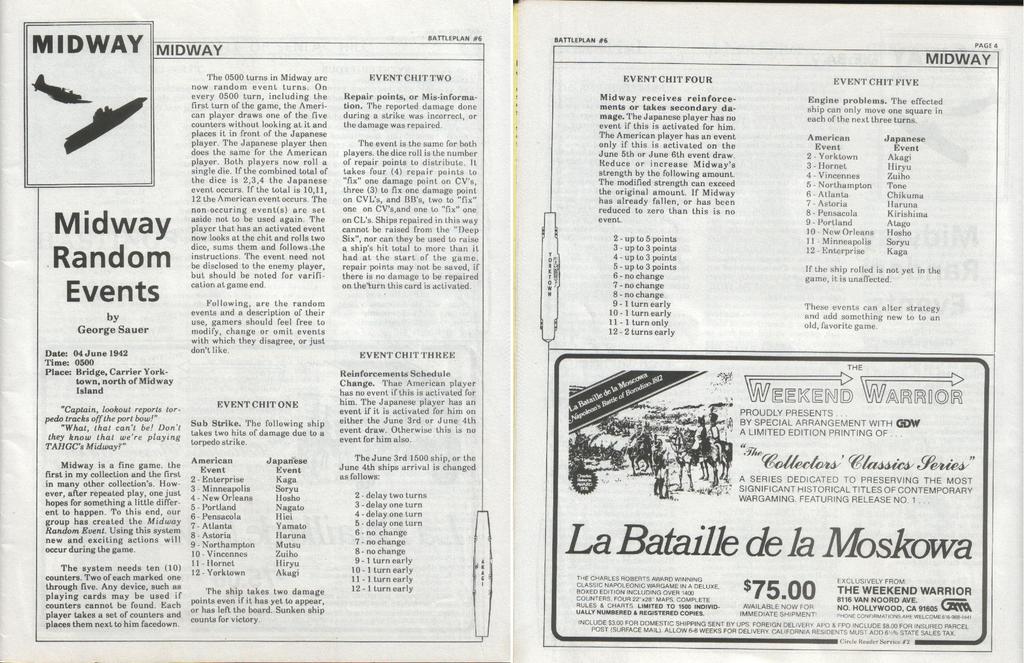 MIDWAY
MIDWAY
BATTLEPLAN #6
Midway
Random
Events
by
George Sauer
Date: 04 June 1942
Time: 0500
Place: Bridge, Carrier York-
town, north of Midway
Island
"Captain, lookout reports tor-
pedo tracks off the port bow!"
"What, that can't be! Don't
they know that we're playing
TAHGC's Midway?"
Midway is a fine game. the
first in my collection and the first
in many other collection's. How-
ever, after repeated play, one just
hopes for something a little differ-
ent to happen. To this end, our
group has created the Midway
Random Event. Using this system
new and exciting actions will
occur during the game.
The system needs ten (10)
counters. Two of each marked one
through five. Any device, such as
playing cards may be used if
counters cannot be found. Each
player takes a set of counters and
places them next to him facedown.
The 0500 turns in Midway are
now random event turns. On
every 0500 turn, including the
first turn of the game, the Ameri-
can player draws one of the five
counters without looking at it and
places it in front of the Japanese
player. The Japanese player then
does the same for the American
player. Both players now roll a
single die. If the combined total of
the dice is 2,3,4 the Japanese
event occurs. If the total is 10,11,
12 the American event occurs. The
non-occuring event(s) are set
aside not to be used again. The
player that has an activated event
now looks at the chit and rolls two
dice, sums them and follows the
instructions. The event need not
be disclosed to the enemy player,
but should be noted for varifi-
cation at game end.
Following, are the random
events and a description of their
use, gamers should feel free to
modify, change or omit events
with which they disagree, or just
don't like.
EVENT CHIT ONE
Sub Strike. The following ship
takes two hits of damage due to a
torpedo strike.
American Japanese
Event Event
2 - Enterprise Kaga
3 - Minneapolis Soryu
4 - New Orleans Hosho
5 - Portland Nagato
6 - Pensacola Hiei
7 - Atlanta Yamato
8 - Astoria Haruna
9 - Northampton Mutsu
10 - Vincennes Zuiho
11 - Hornet Hiryu
12 - Yorktown Akagi
The ship takes two damage
points even if it has yet to appear,
or has left the board. Sunken ship
counts for victory.
EVENT CHIT TWO
Repair points, or Mis-informa-
tion. The reported damage done
during a strike was incorrect, or
the damage was repaired.
The event is the same for both
players. the dice roll is the number
of repair points to distribute. It
takes four (4) repair points to
"fix" one damage point on CV's,
three (3) to fix one damage point
on CVL's, and BB's, two to "fix"
one on CV's,and one to "fix" one
on CL's. Ships repaired in this way
cannot be raised from the "Deep
Six", nor can they be used to raise
a ship's hit total to more than it
had at the start of the game.
repair points may not be saved, if
there is no damage to be repaired
on the turn this card is activated.
EVENT CHIT THREE
Reinforcements Schedule
Change. Thae American player
has no event if this is activated for
him. The Japanese player has an
event if it is activated for him on
either the June 3rd or June 4th
event draw. Otherwise this is no
event for him also.
The June 3rd 1500 ship, or the
June 4th ships arrival is changed
as follows:
2 - delay two turns
3 - delay one turn
4 - delay one turn
5 - delay one turn
6 - no change
7 - no change
8 - no change
9 - 1 turn early
10 - 1 turn early
11 - 1 turn early
12 - 1 turn early
AKAGI
BATTLEPLAN #6
PAGE 4
MIDWAY
EVENT CHIT FOUR
Midway receives reinforce-
ments or takes secondary da-
mage. The Japanese player has no
event if this is activated for him.
The American player has an event
only if this is activated on the
June 5th or June 6th event draw.
Reduce or increase Midway's
strength by the following amount.
The modified strength can exceed
the original amount. If Midway
has already fallen, or has been
reduced to zero than this is no
event.
2 - up to 5 points
3 - up to 3 points
4 - up to 3 points
5 - up to 3 points
6 - no change
7 - no change
8 - no change
9 - 1 turn early
10 - 1 turn early
11 - 1 turn only
12 - 2 turns early
YORKTOWN
EVENT CHIT FIVE
Engine problems. The effected
ship can only move one square in
each of the next three turns.
American Japanese
Event Event
2 - Yorktown Akagi
3 - Hornet Hiryu
4 - Vincennes Zuiho
5 - Northampton Tone
6 - Atlanta Chikuma
7 - Astoria Haruna
8 - Pensacola Kirishima
9 - Portland Atago
10 - New Orleans Hosho
11 - Minneapolis Soryu
12 - Enterprise Kaga
If the ship rolled is not yet in the
game, it is unaffected.
These events can alter strategy
and add something new to to an
old, favorite game.
La Bataille de la Moscowa
Napoleon's Battle of Borodino, 1812
THE
WEEKEND WARRIOR
PROUDLY PRESENTS . . .
BY SPECIAL ARRANGEMENT WITH GDW
A LIMITED EDITION PRINTING OF . . .
"The Collectors' Classics Series"
A SERIES DEDICATED TO PRESERVING THE MOST
SIGNIFICANT HISTORICAL TITLES OF CONTEMPORARY
WARGAMING. FEATURING RELEASE NO. 1 . . .
La Bataille de la Moskowa
THE CHARLES ROBERTS AWARD WINNING
CLASSIC NAPOLEONIC WARGAME IN A DELUXE,
BOXED EDITION INCLUDING OVER 1400
COUNTERS, FOUR 22"x28" MAPS, COMPLETE
RULES & CHARTS. LIMITED TO 1500 INDIVID-
UALLY NUMBERED & REGISTERED COPIES.
$75.00
AVAILABLE NOW FOR
IMMEDIATE SHIPMENT!
EXCLUSIVELY FROM:
THE WEEKEND WARRIOR
8116 VAN NOORD AVE.
NO. HOLLYWOOD, CA 91605
PHONE CONFIRMATIONS ARE WELCOME
INCLUDE $3.00 FOR DOMESTIC SHIPPING SENT BY UPS. FOREIGN DELIVERY APO & FPO INCLUDE $8.00 FOR INSURED PARCEL
POST (SURFACE MAIL). ALLOW 6-8 WEEKS FOR DELIVERY. CALIFORNIA RESIDENTS MUST ADD 6½% STATE SALES TAX.
Circle Reader Service #2